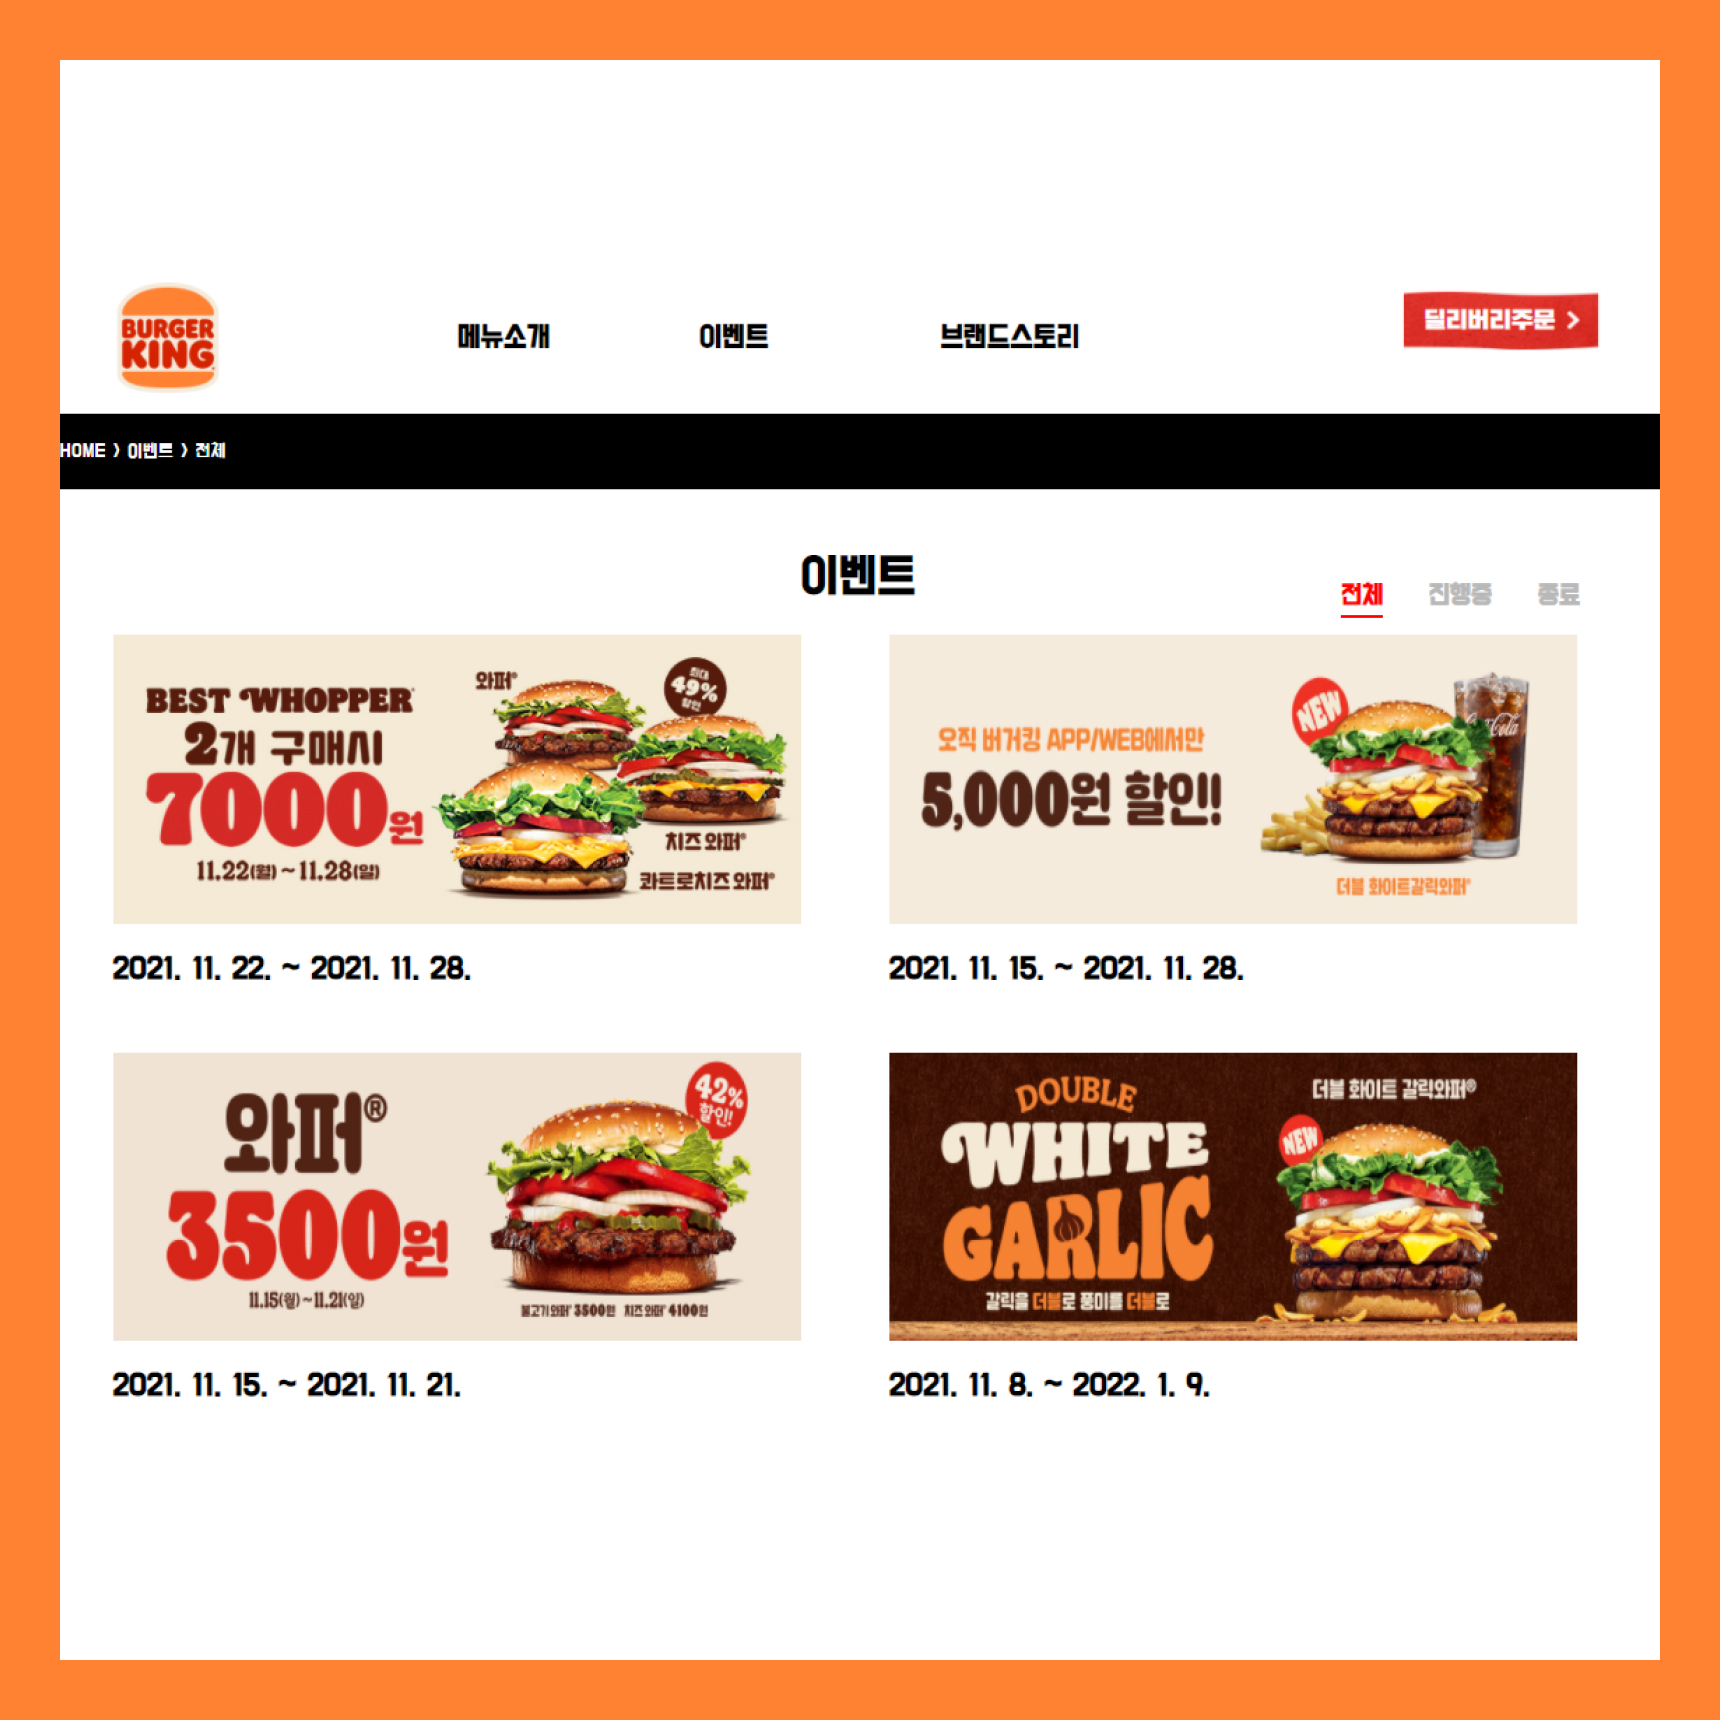 BURGER
KING
메뉴소개
이벤트
브랜드스토리
딜리버리주문 >
HOME > 이벤트 > 전체
이벤트
전체
진행중
종료
BEST WHOPPER
2개 구매시
7000원
11.22(월) ~ 11.28(일)
와퍼®
최대
49%
할인
치즈 와퍼®
콰트로치즈 와퍼®
2021. 11. 22. ~ 2021. 11. 28.
오직 버거킹 APP/WEB에서만
5,000원 할인!
NEW
Coca-Cola
더블 화이트갈릭와퍼®
2021. 11. 15. ~ 2021. 11. 28.
와퍼®
3500원
11.15(월) ~ 11.21(일)
42%
할인!
불고기와퍼® 3500원 치즈와퍼® 4100원
2021. 11. 15. ~ 2021. 11. 21.
DOUBLE
WHITE
GARLIC
갈릭을 더블로 풍미를 더블로
더블 화이트 갈릭와퍼®
NEW
2021. 11. 8. ~ 2022. 1. 9.